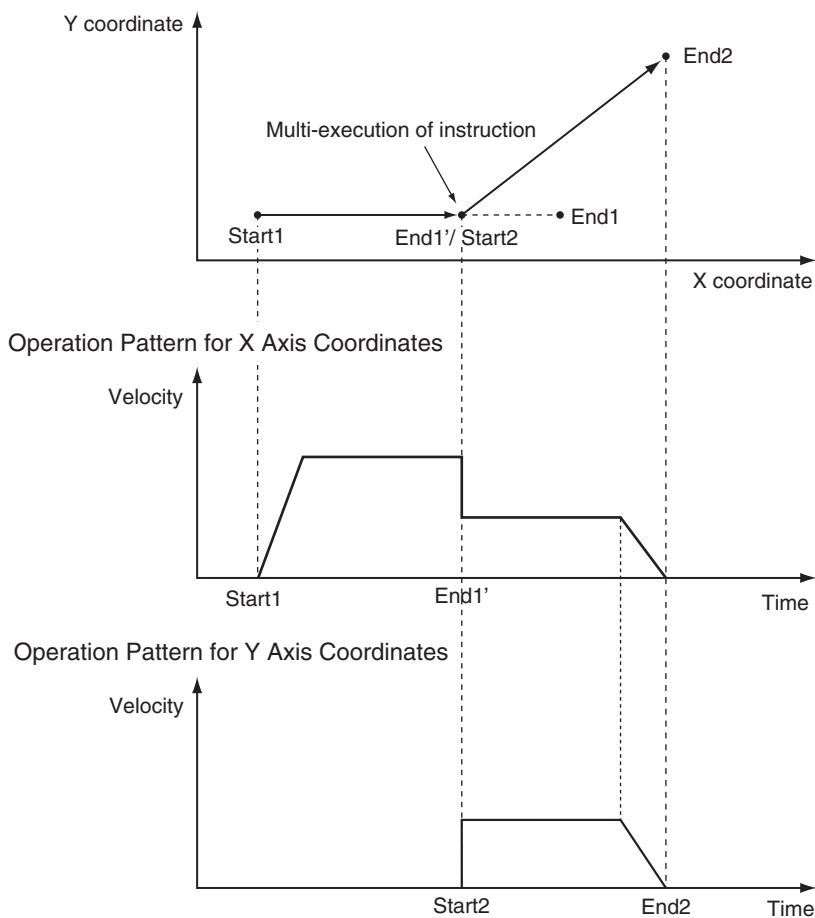 Y coordinate
End2
Multi-execution of instruction
End1
Start1
End1'/ Start2
X coordinate
Operation Pattern for X Axis Coordinates
Velocity
Start1
End1'
Time
Operation Pattern for Y Axis Coordinates
Velocity
Start2
End2
Time